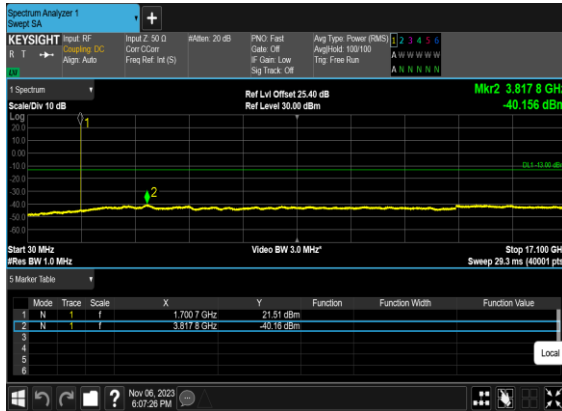 Spectrum Analyzer 1
Swept SA
+
KEYSIGHT Input: RF Input Z: 50 Ω #Atten: 20 dB PNO: Fast Avg Type: Power (RMS) 1 2 3 4 5 6
R T Coupling: DC Corr CCorr Gate: Off Avg|Hold: 100/100 A W W W W W
Align: Auto Freq Ref: Int (S) IF Gain: Low Trig: Free Run
Sig Track: Off A N N N N N
1 Spectrum
Scale/Div 10 dB
Ref Lvl Offset 25.40 dB
Ref Level 30.00 dBm
Mkr2 3.817 8 GHz
-40.156 dBm
Log
20.0
10.0
0.00
-10.0
-20.0
-30.0
-40.0
-50.0
-60.0
1
2
DL1 -13.00 dBm
Start 30 MHz
#Res BW 1.0 MHz
Video BW 3.0 MHz*
Stop 17.100 GH
Sweep 29.3 ms (40001 pts
5 Marker Table
Mode Trace Scale X Y Function Function Width Function Value
1 N 1 f 1.700 7 GHz 21.51 dBm
2 N 1 f 3.817 8 GHz -40.16 dBm
3
4
5
6
Local
?
Nov 06, 2023
6:07:26 PM